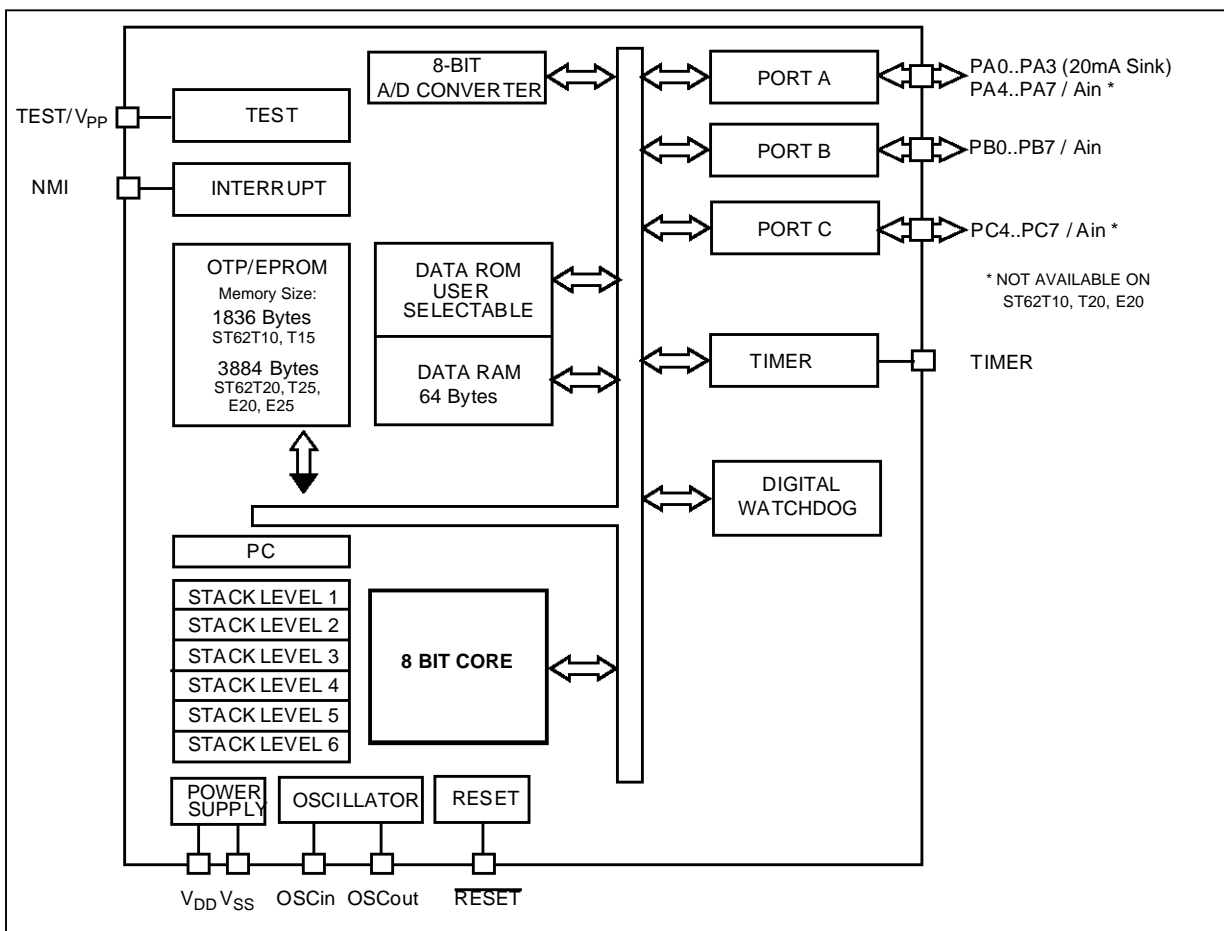 8-BIT
A/D CONVERTER
PORT A
PA0..PA3 (20mA Sink)
PA4..PA7 / Ain *
TEST/VPP
TEST
PORT B
PB0..PB7 / Ain
NMI
INTERRUPT
PORT C
PC4..PC7 / Ain *
OTP/EPROM
Memory Size:
1836 Bytes
ST62T10, T15
3884 Bytes
ST62T20, T25,
E20, E25
DATA ROM
USER
SELECTABLE
* NOT AVAILABLE ON
ST62T10, T20, E20
DATA RAM
64 Bytes
TIMER
TIMER
DIGITAL
WATCHDOG
PC
STACK LEVEL 1
STACK LEVEL 2
STACK LEVEL 3
STACK LEVEL 4
STACK LEVEL 5
STACK LEVEL 6
8 BIT CORE
POWER
SUPPLY
OSCILLATOR
RESET
VDD VSS
OSCin OSCout
RESET